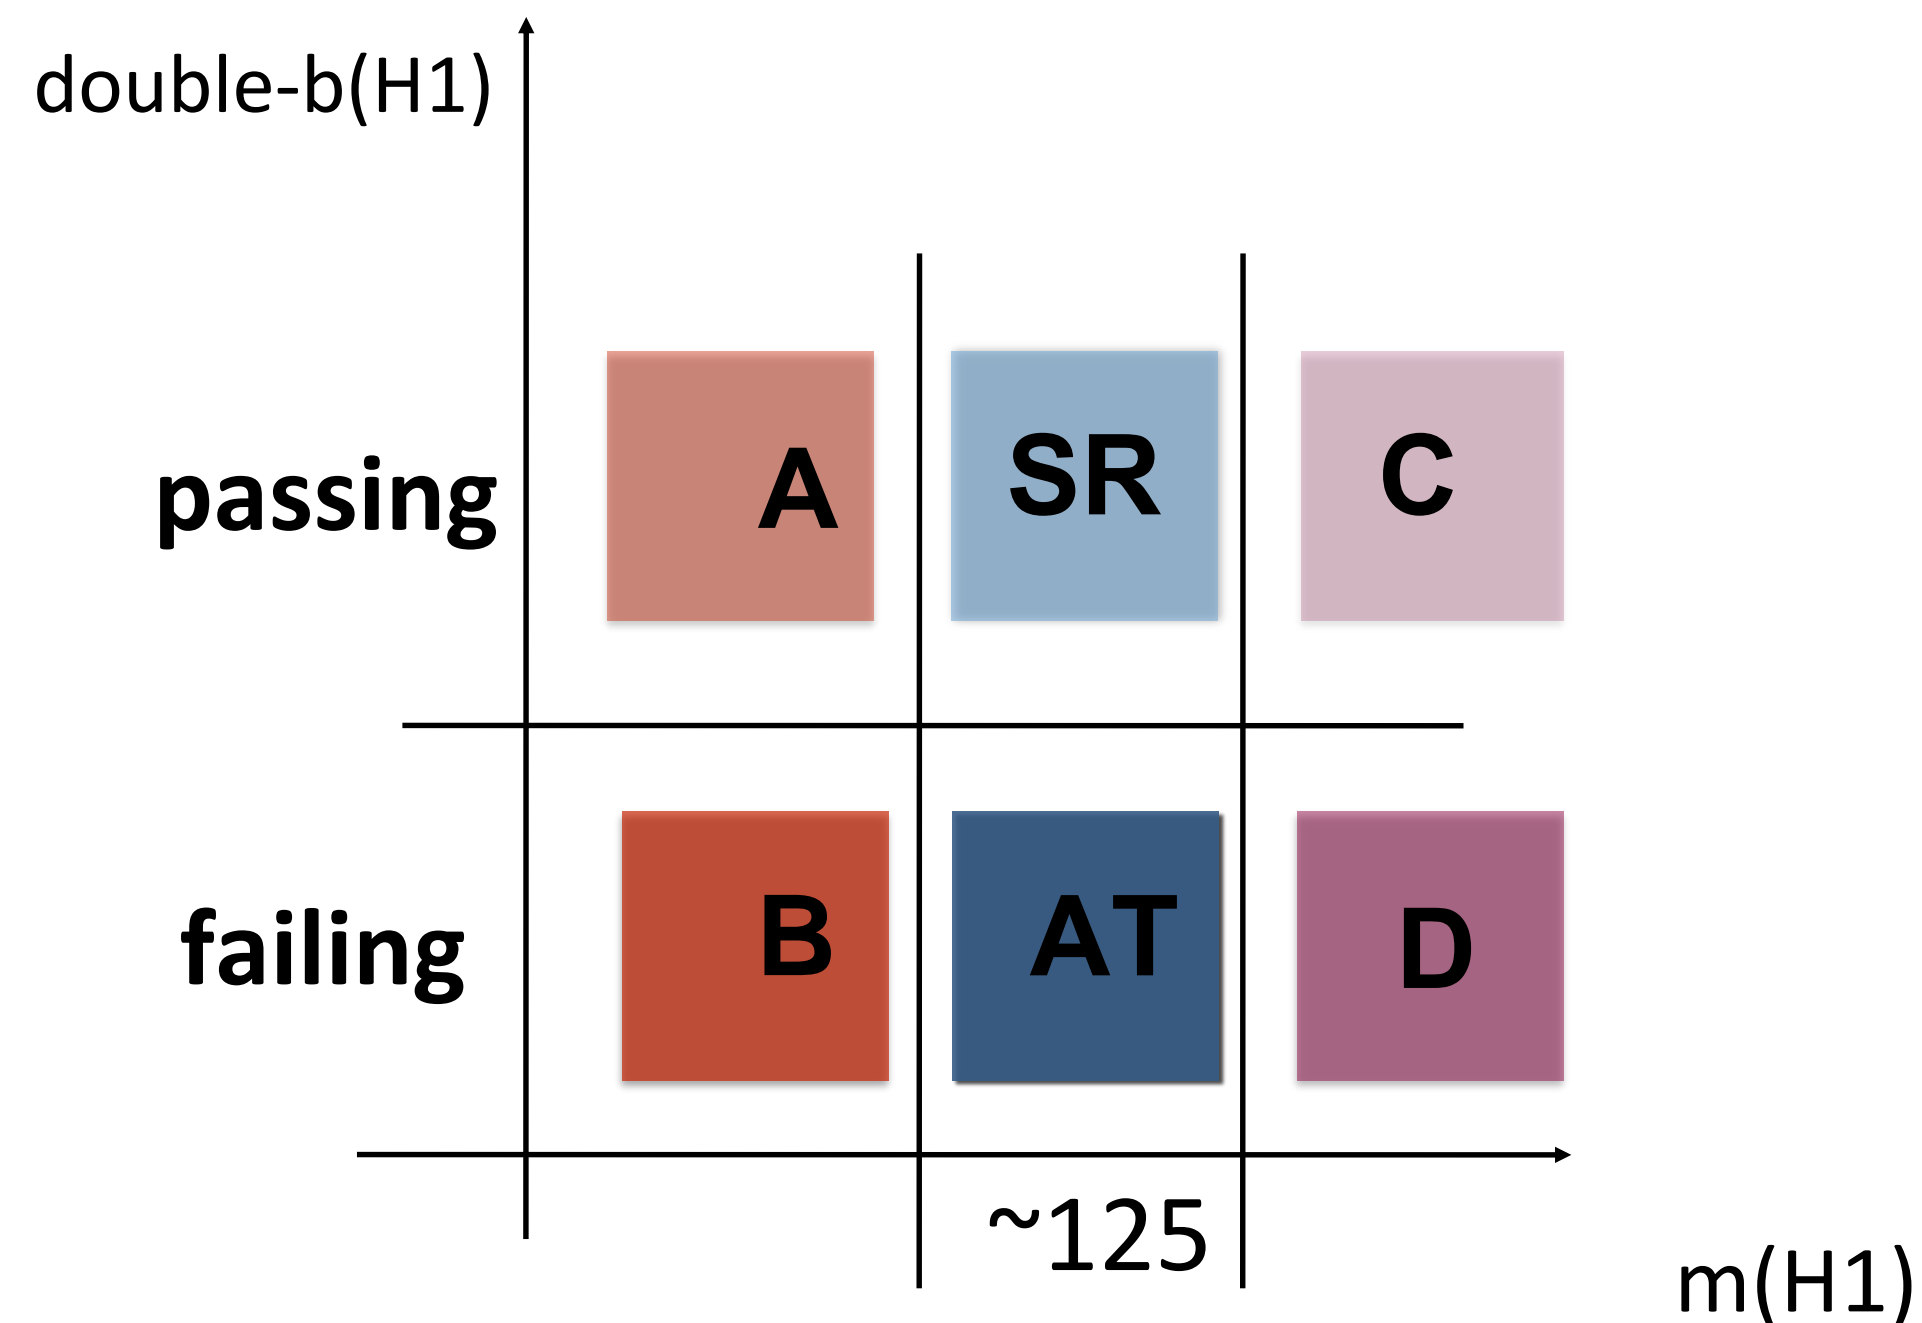 double-b(H1)
passing
A
SR
C
failing
B
AT
D
~125
m(H1)